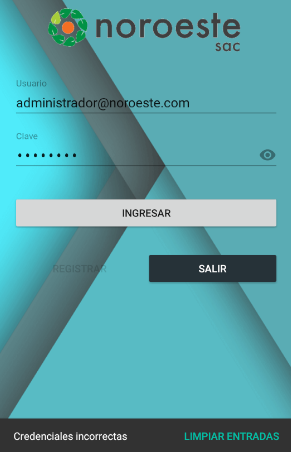 noroeste
sac
Usuario
administrador@noroeste.com
Clave
••••••••
INGRESAR
REGISTRAR
SALIR
Credenciales incorrectas
LIMPIAR ENTRADAS